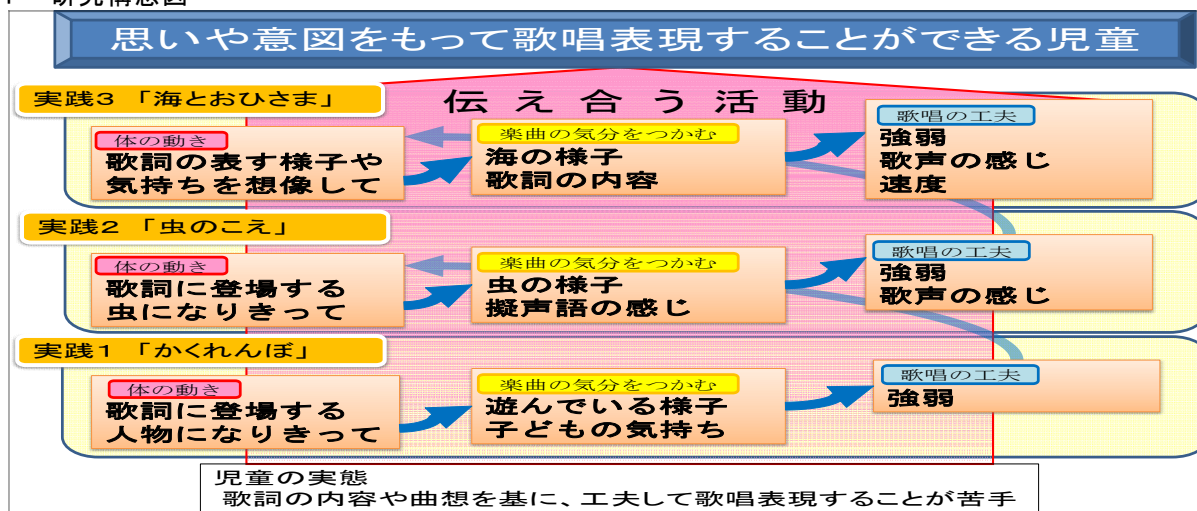 思いや意図をもって歌唱表現することができる児童
伝え合う活動
実践3「海とおひさま」
体の動き
歌詞の表す様子や
気持ちを想像して
楽曲の気分をつかむ
海の様子
歌詞の内容
歌唱の工夫
強弱
歌声の感じ
速度
実践2「虫のこえ」
体の動き
歌詞に登場する
虫になりきって
楽曲の気分をつかむ
虫の様子
擬声語の感じ
歌唱の工夫
強弱
歌声の感じ
実践1「かくれんぼ」
体の動き
歌詞に登場する
人物になりきって
楽曲の気分をつかむ
遊んでいる様子
子どもの気持ち
歌唱の工夫
強弱
児童の実態
歌詞の内容や曲想を基に、工夫して歌唱表現することが苦手